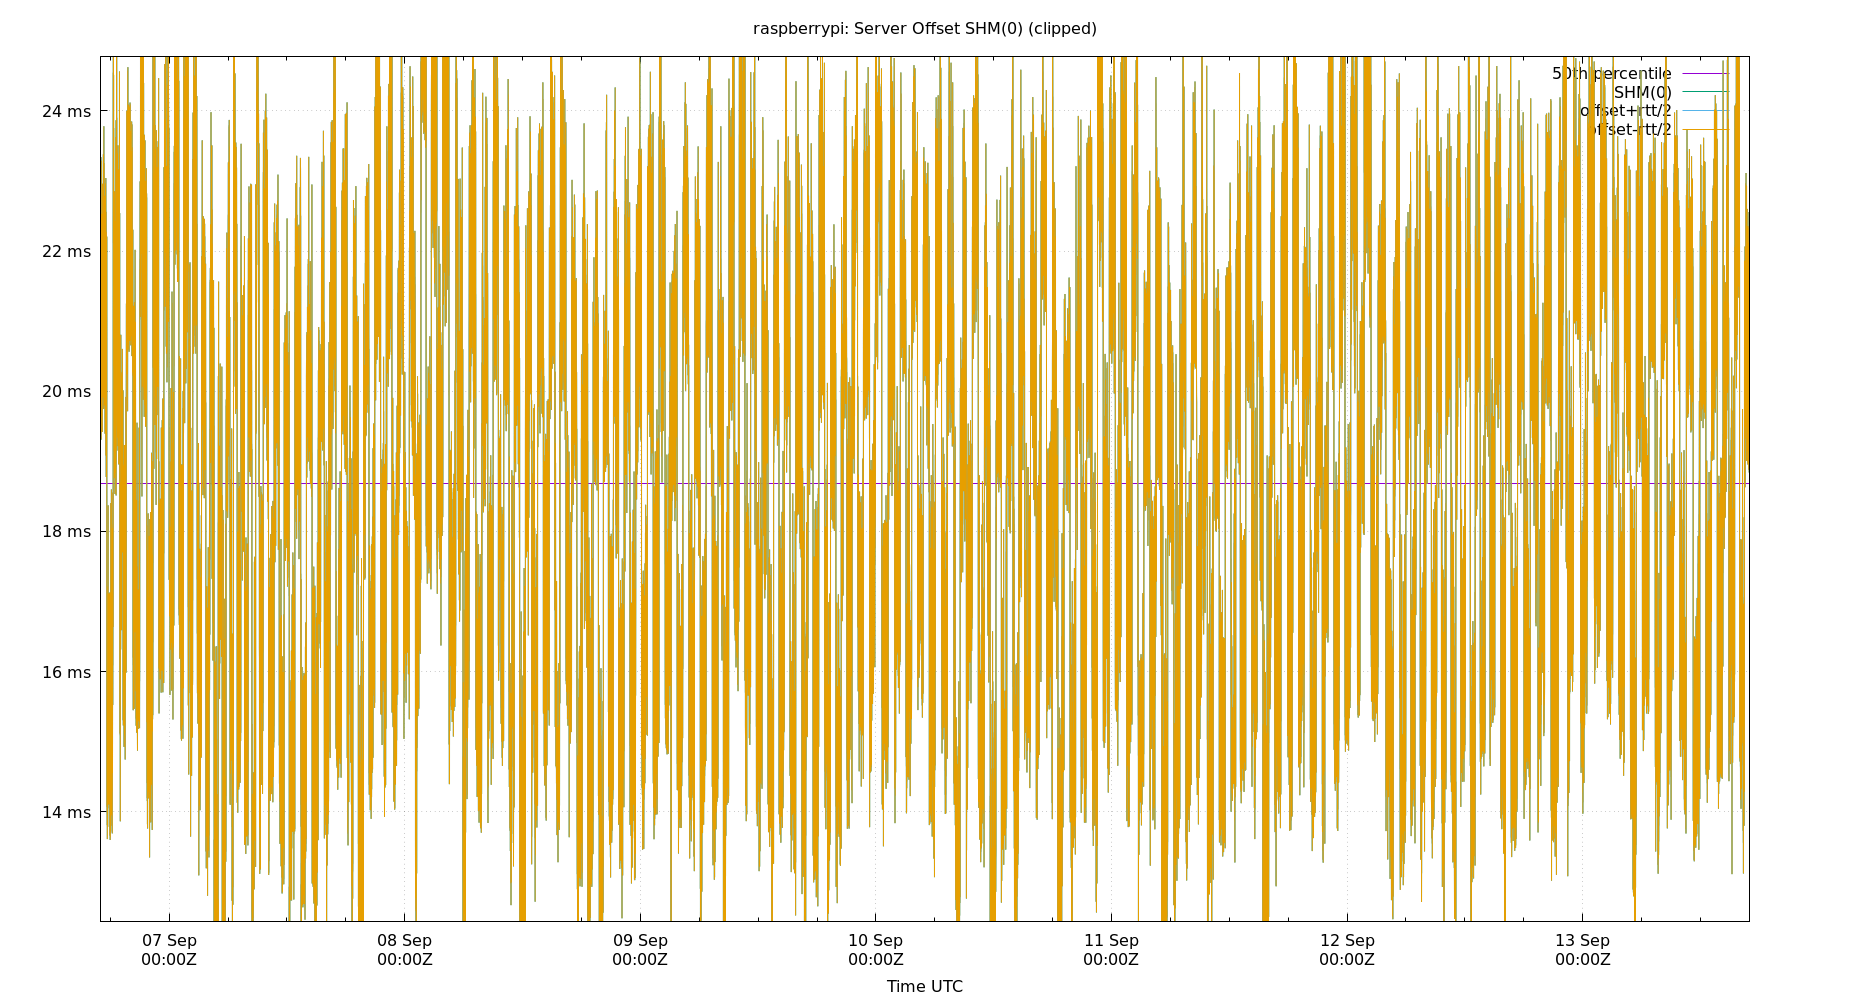 raspberrypi: Server Offset SHM(0) (clipped)
50th percentile
SHM(0)
offset+rtt/2
offset-rtt/2
24 ms
22 ms
20 ms
18 ms
16 ms
14 ms
07 Sep 08 Sep 09 Sep 10 Sep 11 Sep 12 Sep 13 Sep
00:00Z 00:00Z 00:00Z 00:00Z 00:00Z 00:00Z 00:00Z
Time UTC